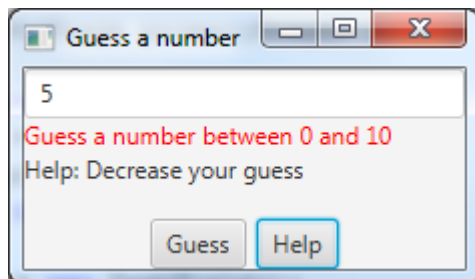 Guess a number
5
Guess a number between 0 and 10
Help: Decrease your guess
Guess Help